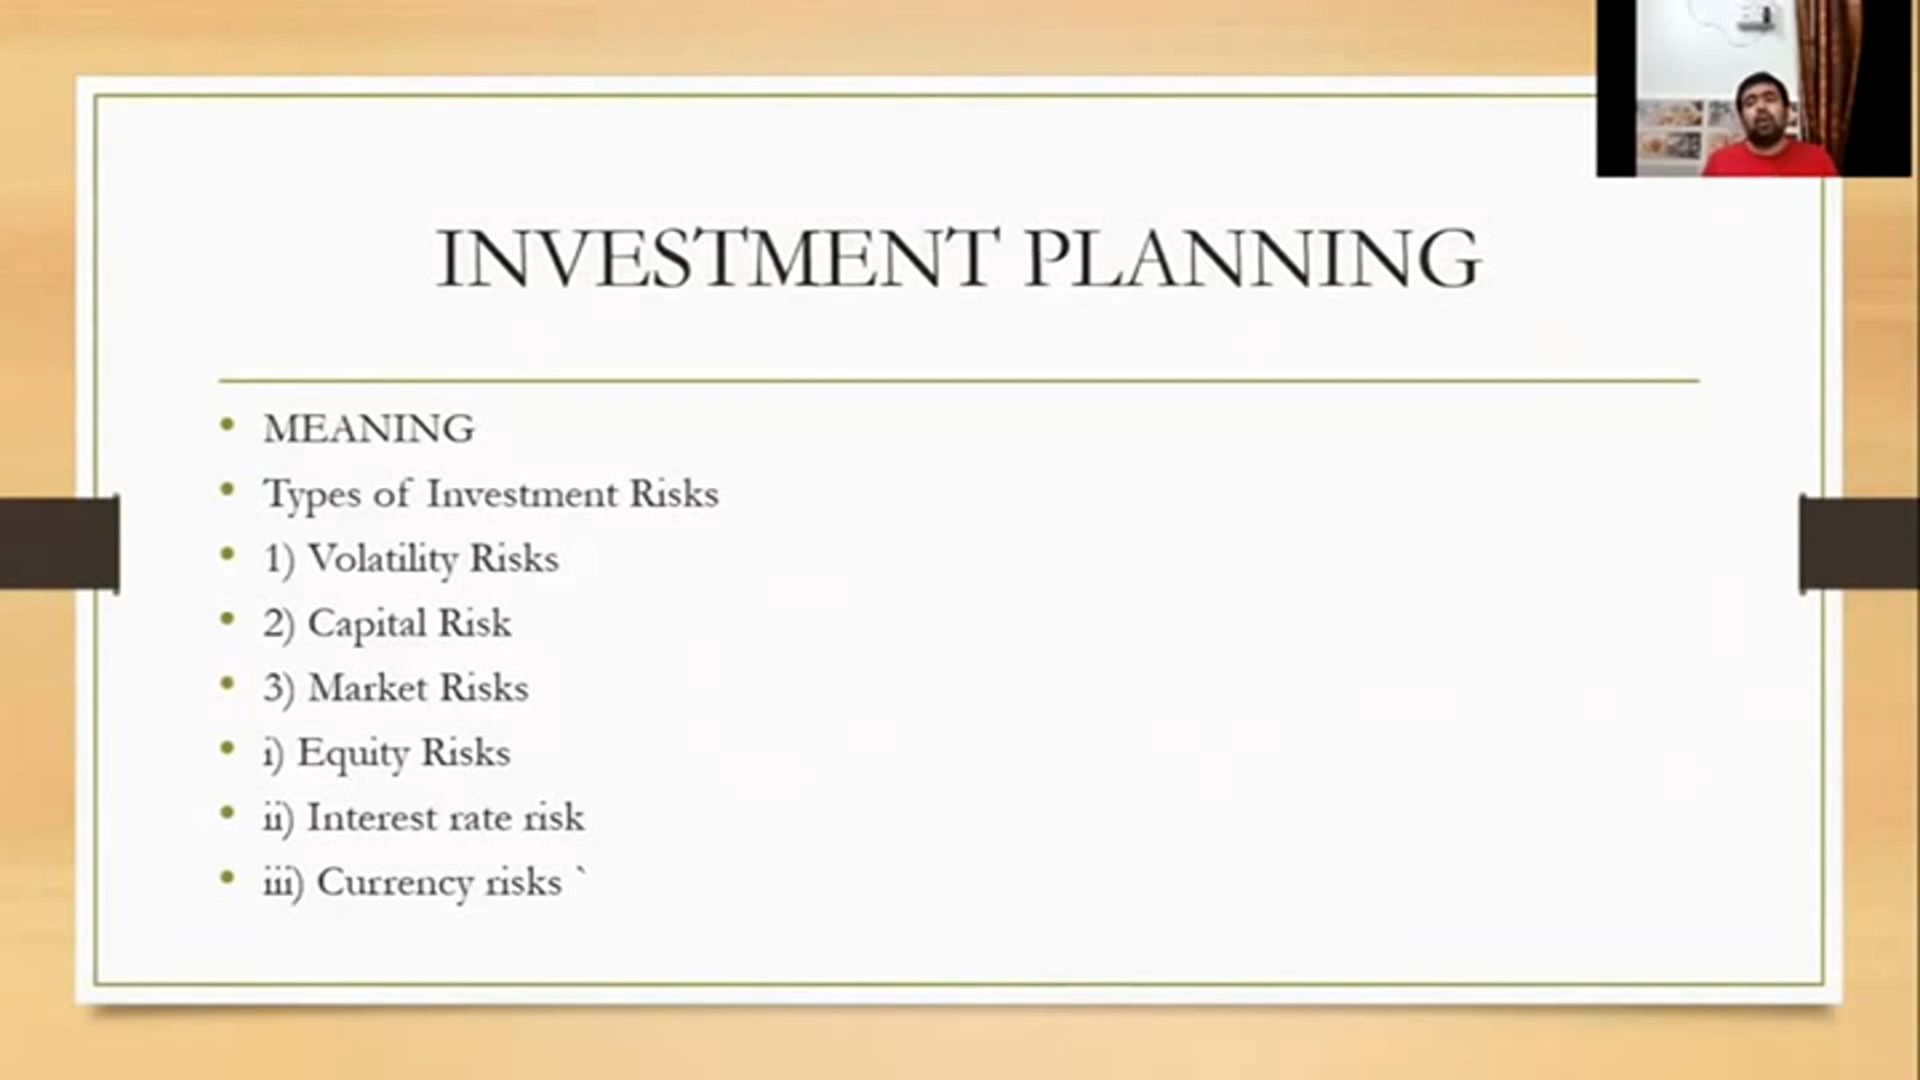 INVESTMENT PLANNING
• MEANING
• Types of Investment Risks
• 1) Volatility Risks
• 2) Capital Risk
• 3) Market Risks
• i) Equity Risks
• ii) Interest rate risk
• iii) Currency risks `